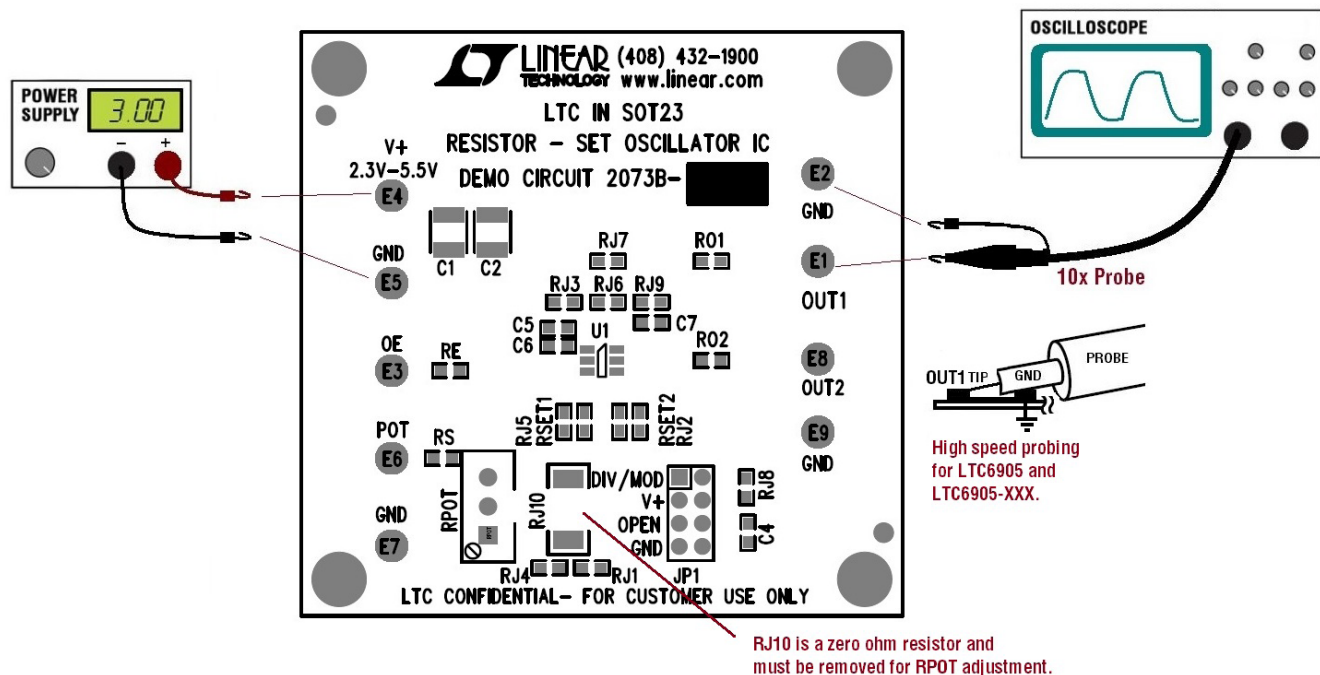 POWER
SUPPLY
3.00
−
+
LINEAR
TECHNOLOGY
(408) 432-1900
www.linear.com
LTC IN SOT23
RESISTOR - SET OSCILLATOR IC
DEMO CIRCUIT 2073B-
V+
2.3V-5.5V
E4
GND
E5
OE
E3
POT
E6
GND
E7
C1
C2
RJ7
RO1
RJ3
RJ6
RJ9
C5
C6
U1
C7
RO2
RE
RJ5
RSET1
RSET2
RJ2
RS
RPOT
RPOT
RJ10
DIV/MOD
V+
OPEN
GND
RJ8
C4
RJ4
RJ1
JP1
LTC CONFIDENTIAL- FOR CUSTOMER USE ONLY
E2
GND
E1
OUT1
E8
OUT2
E9
GND
OSCILLOSCOPE
10x Probe
OUT1 TIP
GND
PROBE
High speed probing
for LTC6905 and
LTC6905-XXX.
RJ10 is a zero ohm resistor and
must be removed for RPOT adjustment.